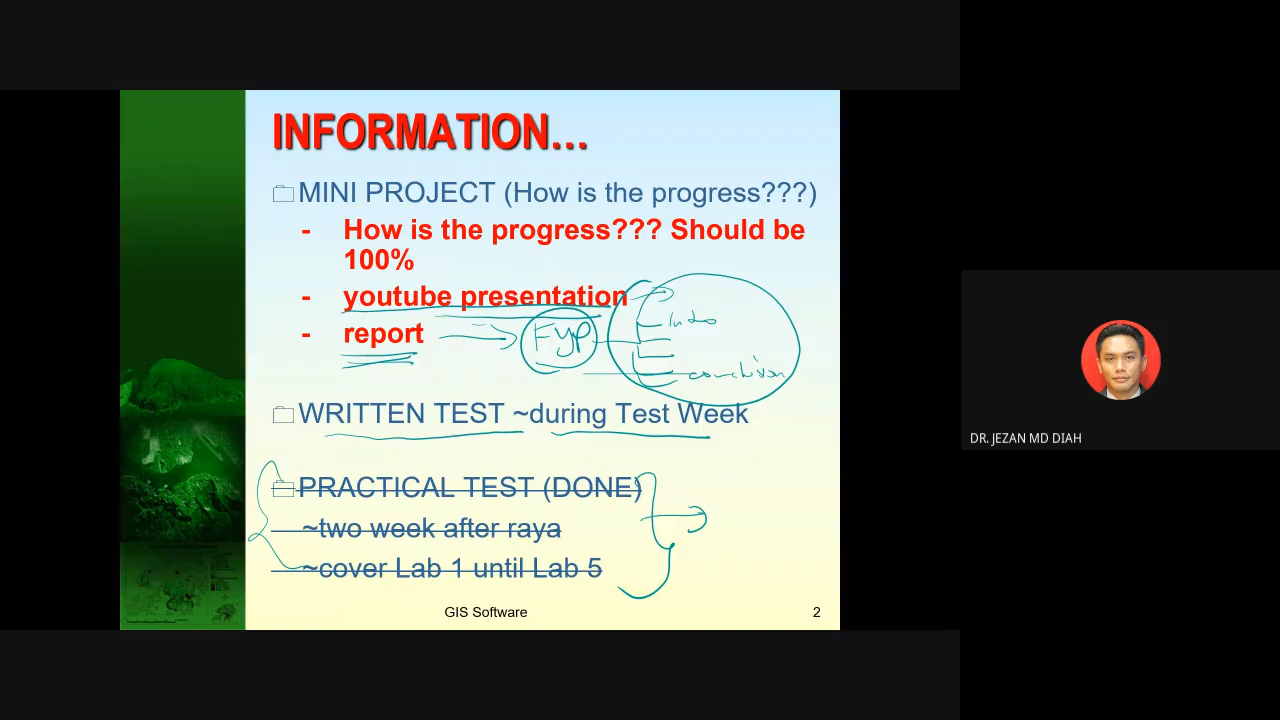 INFORMATION...
MINI PROJECT (How is the progress???)
- How is the progress??? Should be
100%
- youtube presentation
- report
FYP
Intro
conclusion
WRITTEN TEST ~during Test Week
PRACTICAL TEST (DONE)
~two week after raya
~cover Lab 1 until Lab 5
GIS Software
2
DR. JEZAN MD DIAH